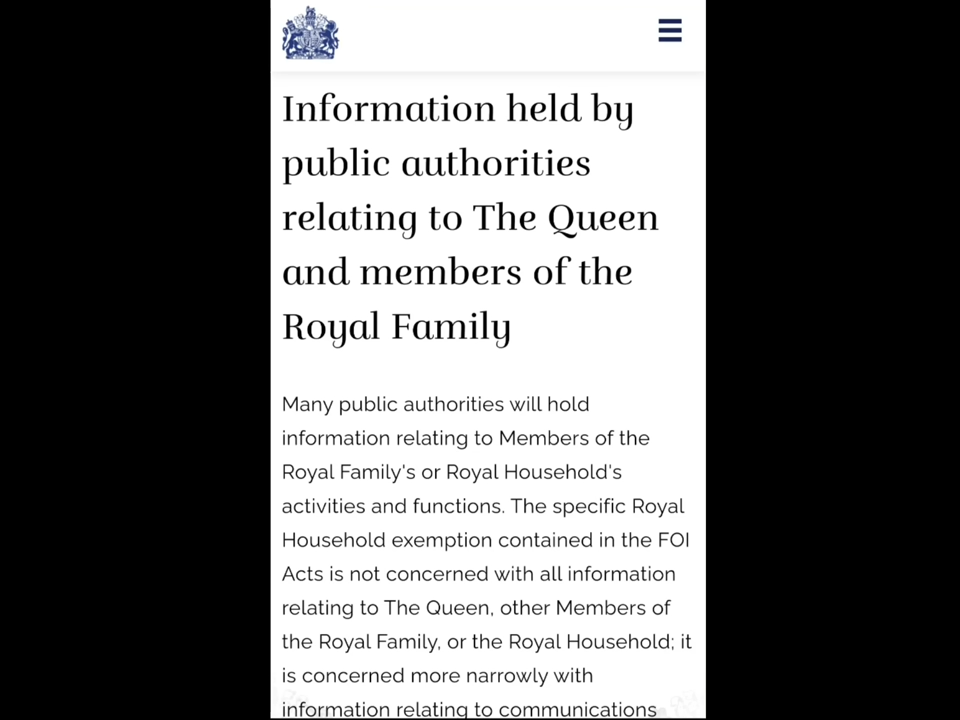 Information held by
public authorities
relating to The Queen
and members of the
Royal Family
Many public authorities will hold
information relating to Members of the
Royal Family's or Royal Household's
activities and functions. The specific Royal
Household exemption contained in the FOI
Acts is not concerned with all information
relating to The Queen, other Members of
the Royal Family, or the Royal Household; it
is concerned more narrowly with
information relating to communications